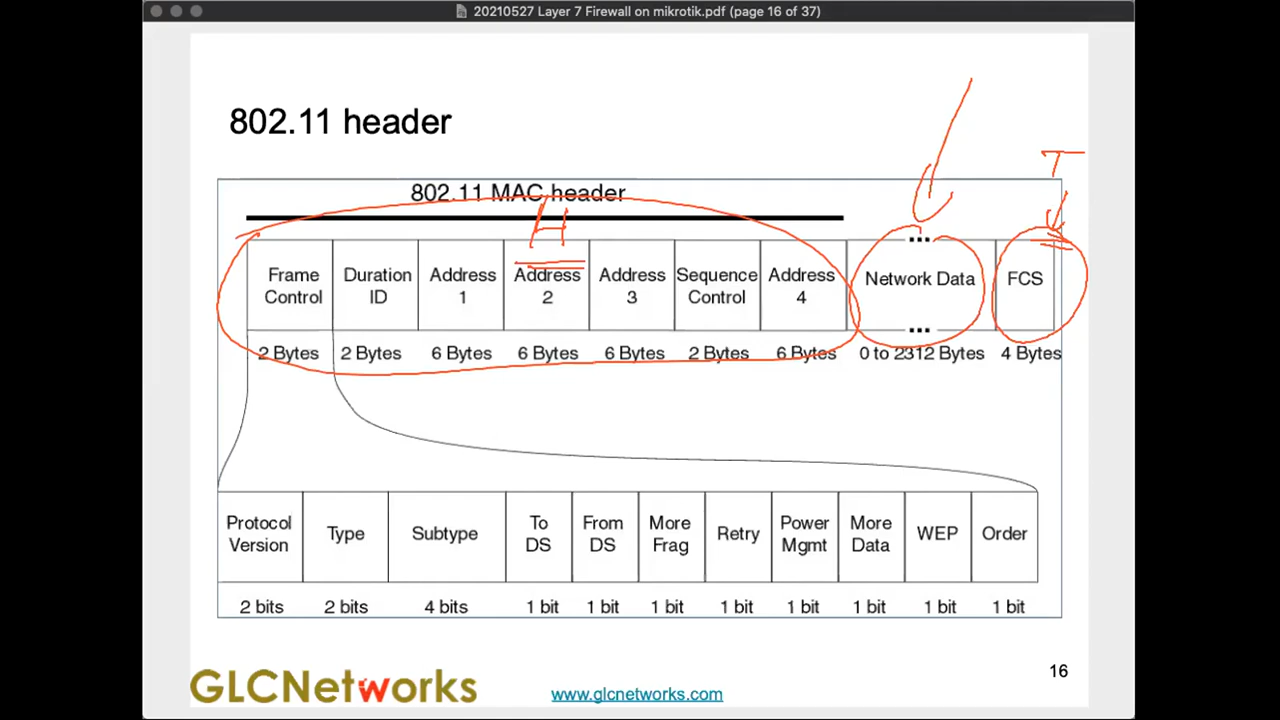 20210527 Layer 7 Firewall on mikrotik.pdf (page 16 of 37)
802.11 header
802.11 MAC header
H
T
Frame Control
Duration ID
Address 1
Address 2
Address 3
Sequence Control
Address 4
...
Network Data
...
FCS
2 Bytes 2 Bytes 6 Bytes 6 Bytes 6 Bytes 2 Bytes 6 Bytes 0 to 2312 Bytes 4 Bytes
Protocol Version
Type
Subtype
To DS
From DS
More Frag
Retry
Power Mgmt
More Data
WEP
Order
2 bits 2 bits 4 bits 1 bit 1 bit 1 bit 1 bit 1 bit 1 bit 1 bit 1 bit
16
GLCNetworks
www.glcnetworks.com